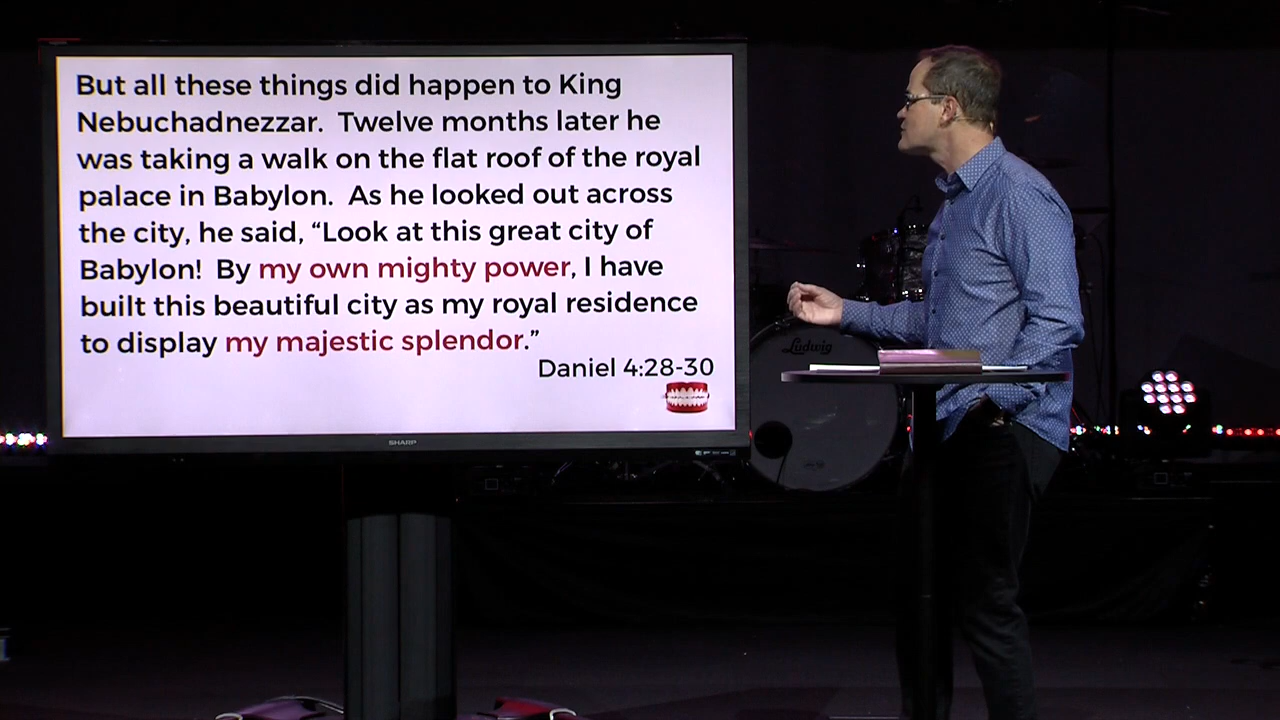 But all these things did happen to King
Nebuchadnezzar.  Twelve months later he
was taking a walk on the flat roof of the royal
palace in Babylon.  As he looked out across
the city, he said, “Look at this great city of
Babylon!  By my own mighty power, I have
built this beautiful city as my royal residence
to display my majestic splendor.”
Daniel 4:28-30
SHARP
Ludwig